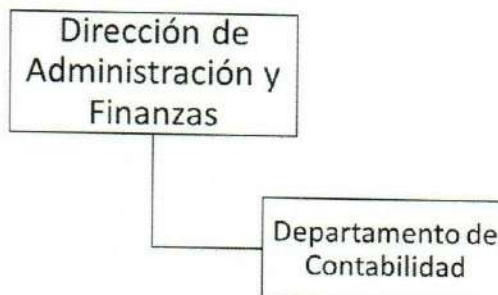 Dirección de
Administración y
Finanzas
Departamento de
Contabilidad